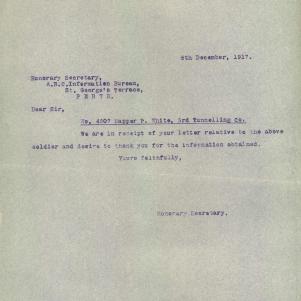 8th December, 1917.
Honorary Secretary,
A.R.C. Information Bureau,
St. George's Terrace,
P E R T H.
Dear Sir,
No. 4907 Sapper P. White, 3rd Tunnelling Co.
We are in receipt of your letter relative to the above
soldier and desire to thank you for the information obtained.
Yours faithfully,
Honorary Secretary.